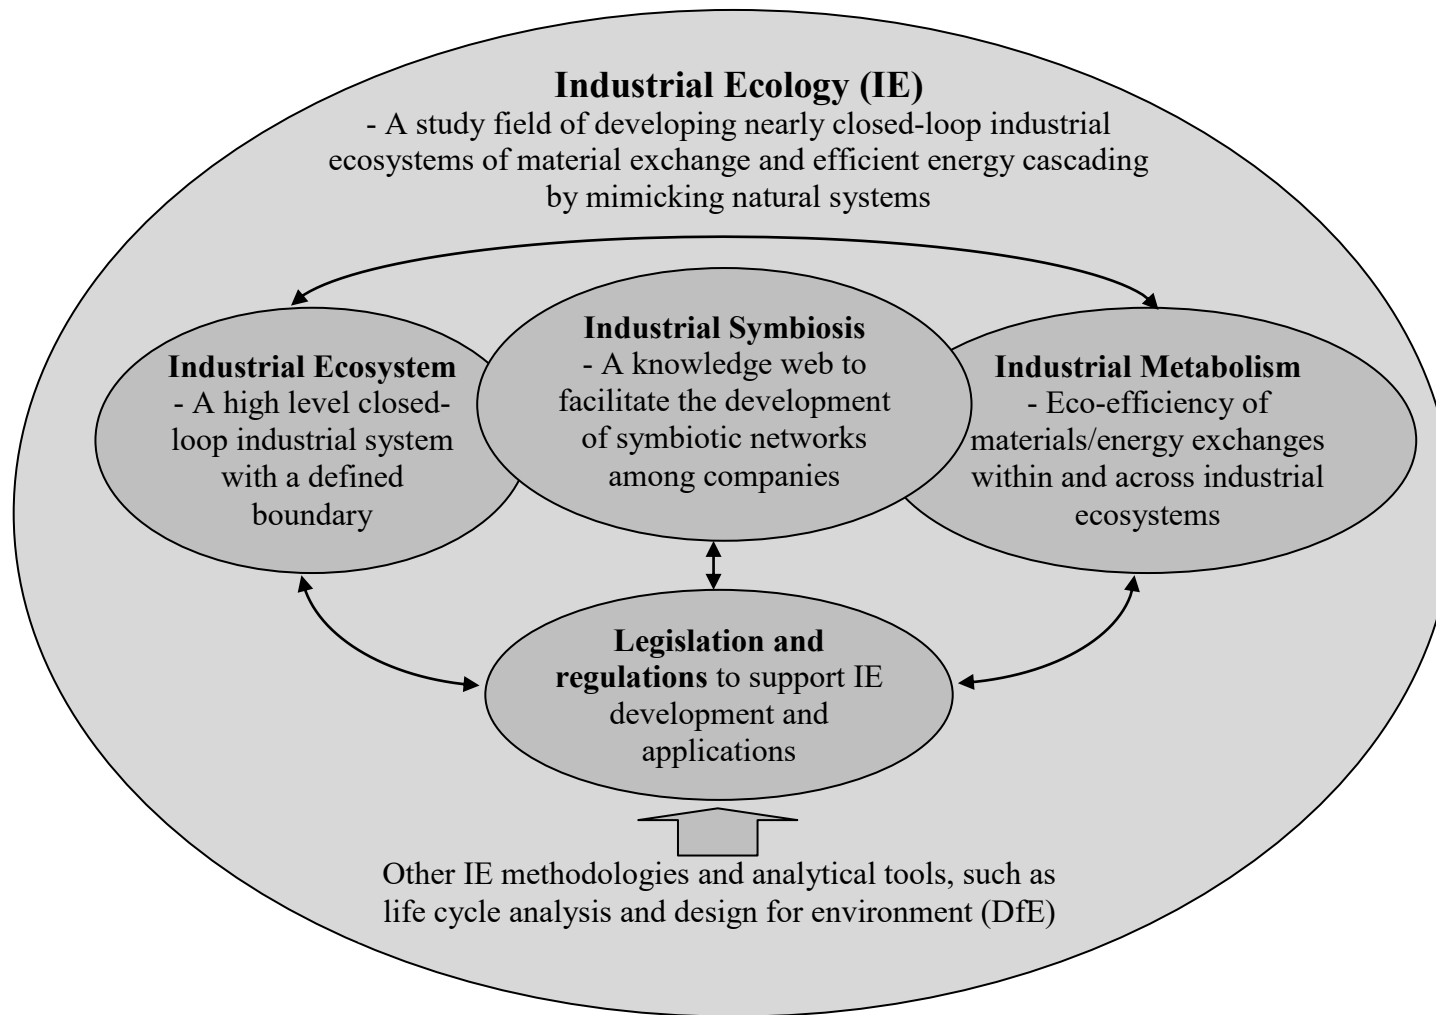 Industrial Ecology (IE)
- A study field of developing nearly closed-loop industrial
ecosystems of material exchange and efficient energy cascading
by mimicking natural systems
Industrial Ecosystem
- A high level closed-
loop industrial system
with a defined
boundary
Industrial Symbiosis
- A knowledge web to
facilitate the development
of symbiotic networks
among companies
Industrial Metabolism
- Eco-efficiency of
materials/energy exchanges
within and across industrial
ecosystems
Legislation and
regulations to support IE
development and
applications
Other IE methodologies and analytical tools, such as
life cycle analysis and design for environment (DfE)